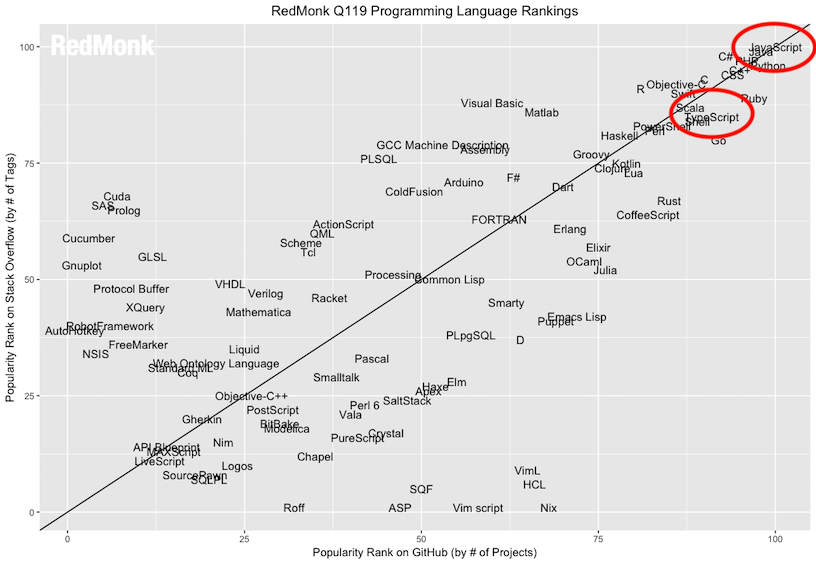 RedMonk Q119 Programming Language Rankings
RedMonk
100
JavaScript
Java
C#
PHP
Python
C++
CSS
C
Objective-C
R
Swift
Ruby
Visual Basic
Matlab
Scala
TypeScript
Shell
PowerShell
Perl
Haskell
Go
GCC Machine Description
Assembly
Groovy
PLSQL
75
Kotlin
Clojure
Lua
F#
Arduino
Dart
ColdFusion
Cuda
SAS
Prolog
Rust
CoffeeScript
FORTRAN
ActionScript
Erlang
QML
Cucumber
Scheme
Tcl
Elixir
GLSL
OCaml
Gnuplot
Julia
Processing
50
Common Lisp
VHDL
Protocol Buffer
Verilog
Racket
Smarty
XQuery
Mathematica
Emacs Lisp
Puppet
RobotFramework
AutoHotkey
PLpgSQL
D
FreeMarker
Liquid
NSIS
Pascal
Web Ontology Language
Standard ML
Coq
Smalltalk
Elm
Haxe
Apex
25
Objective-C++
SaltStack
Perl 6
PostScript
Vala
Gherkin
BitBake
Modelica
Crystal
PureScript
Nim
API Blueprint
MAXScript
Chapel
LiveScript
Logos
VimL
SourcePawn
SQLPL
HCL
SQF
Roff
ASP
Vim script
Nix
0
0
25
50
75
100
Popularity Rank on GitHub (by # of Projects)
Popularity Rank on Stack Overflow (by # of Tags)